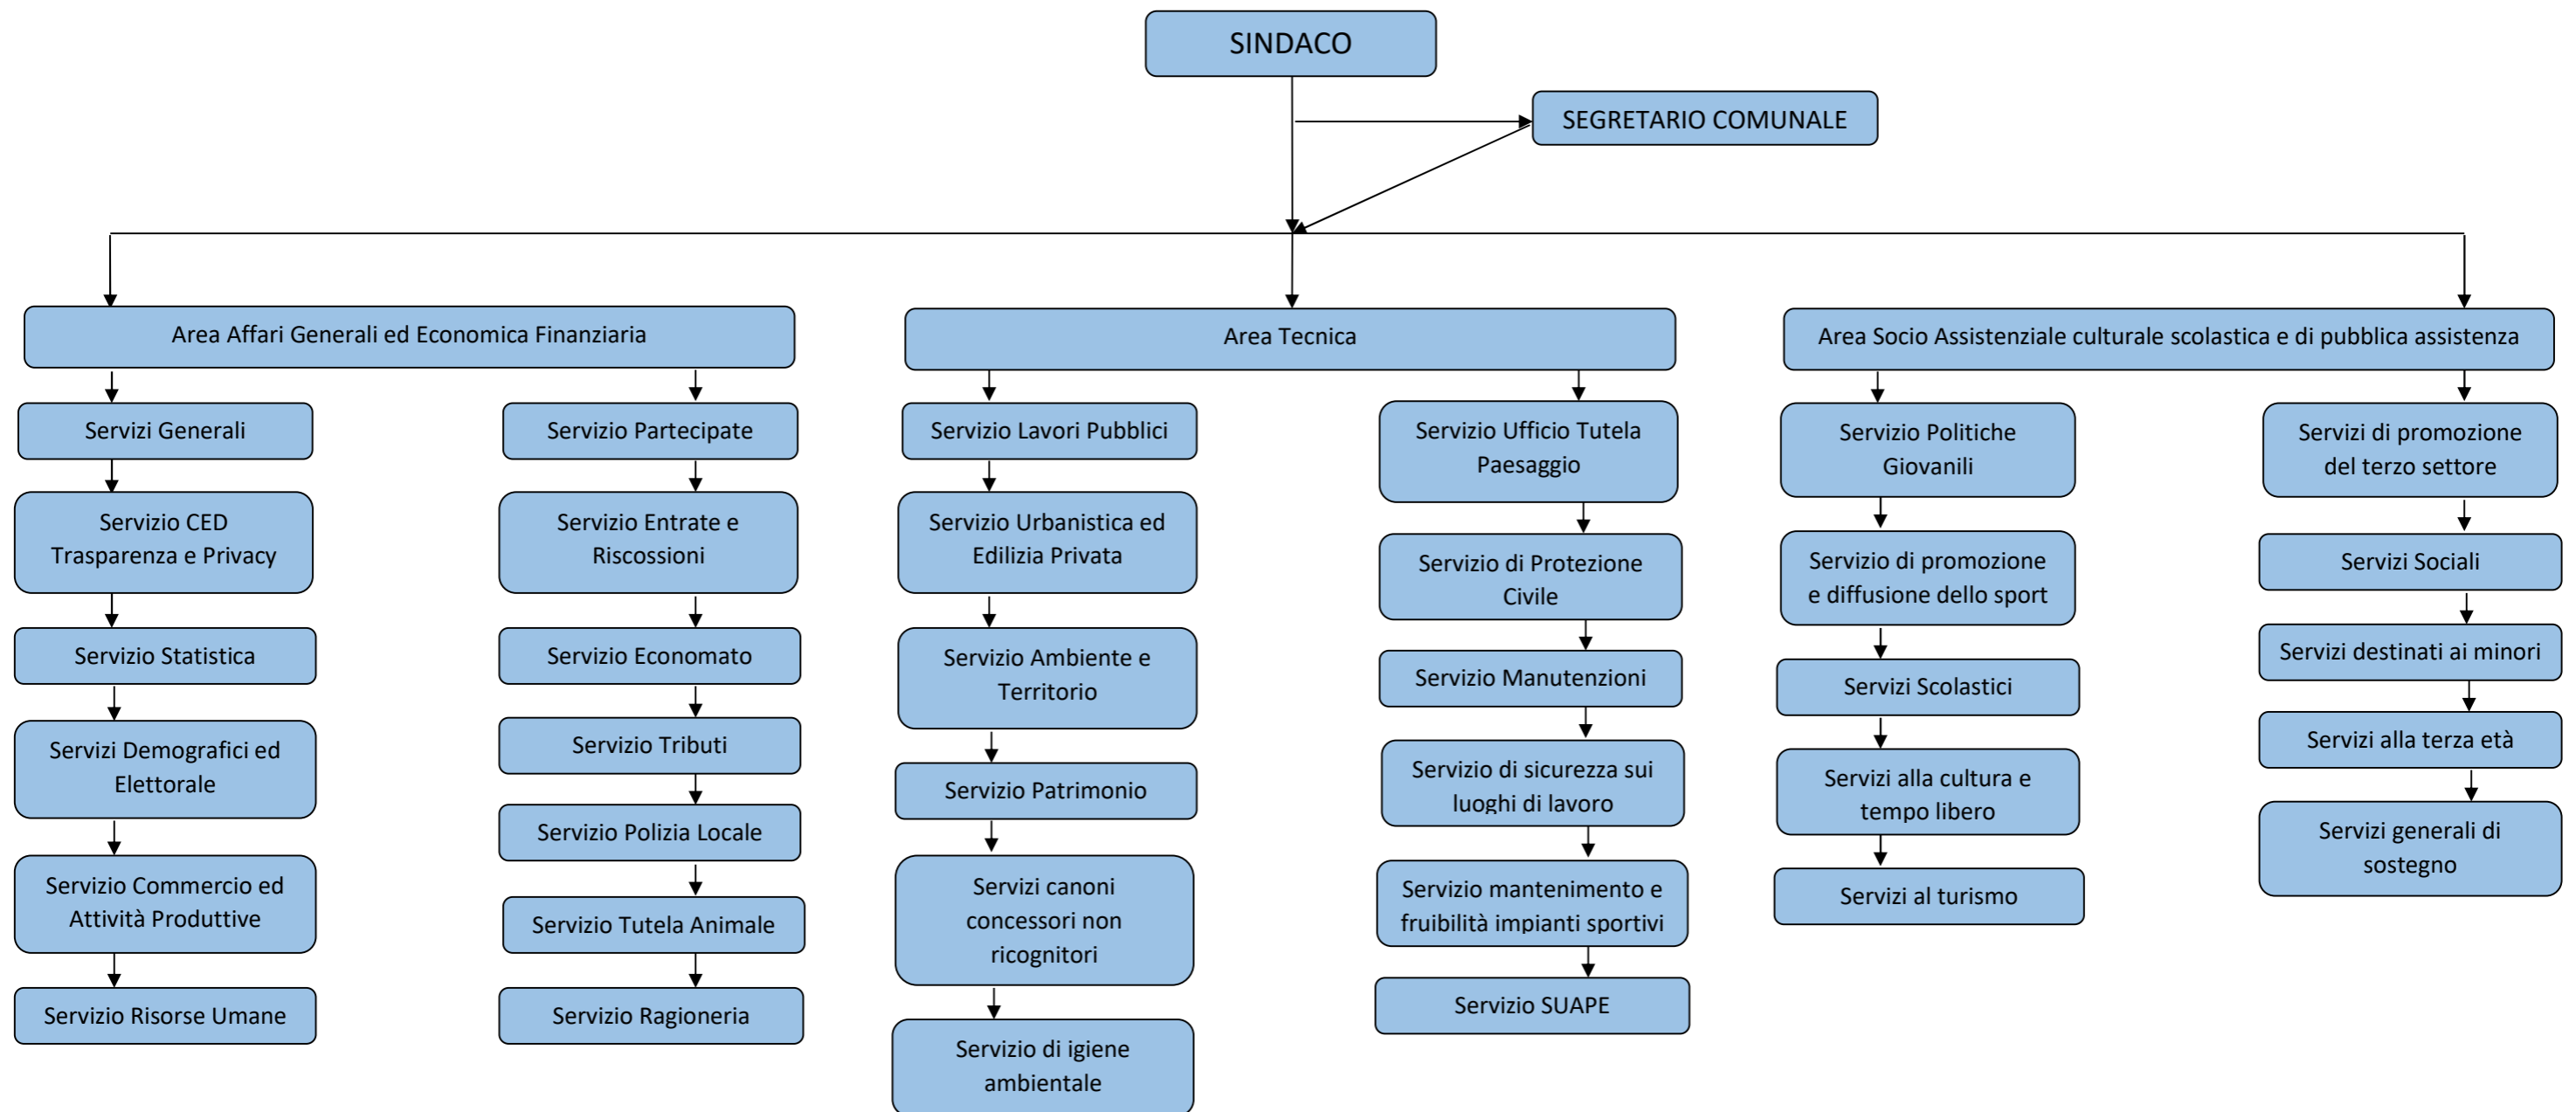 SINDACO
SEGRETARIO COMUNALE
Area Affari Generali ed Economica Finanziaria
Servizi Generali
Servizio CED
Trasparenza e Privacy
Servizio Statistica
Servizi Demografici ed
Elettorale
Servizio Commercio ed
Attività Produttive
Servizio Risorse Umane
Servizio Partecipate
Servizio Entrate e
Riscossioni
Servizio Economato
Servizio Tributi
Servizio Polizia Locale
Servizio Tutela Animale
Servizio Ragioneria
Area Tecnica
Servizio Lavori Pubblici
Servizio Urbanistica ed
Edilizia Privata
Servizio Ambiente e
Territorio
Servizio Patrimonio
Servizi canoni
concessori non
ricognitori
Servizio di igiene
ambientale
Servizio Ufficio Tutela
Paesaggio
Servizio di Protezione
Civile
Servizio Manutenzioni
Servizio di sicurezza sui
luoghi di lavoro
Servizio mantenimento e
fruibilità impianti sportivi
Servizio SUAPE
Area Socio Assistenziale culturale scolastica e di pubblica assistenza
Servizio Politiche
Giovanili
Servizio di promozione
e diffusione dello sport
Servizi Scolastici
Servizi alla cultura e
tempo libero
Servizi al turismo
Servizi di promozione
del terzo settore
Servizi Sociali
Servizi destinati ai minori
Servizi alla terza età
Servizi generali di
sostegno